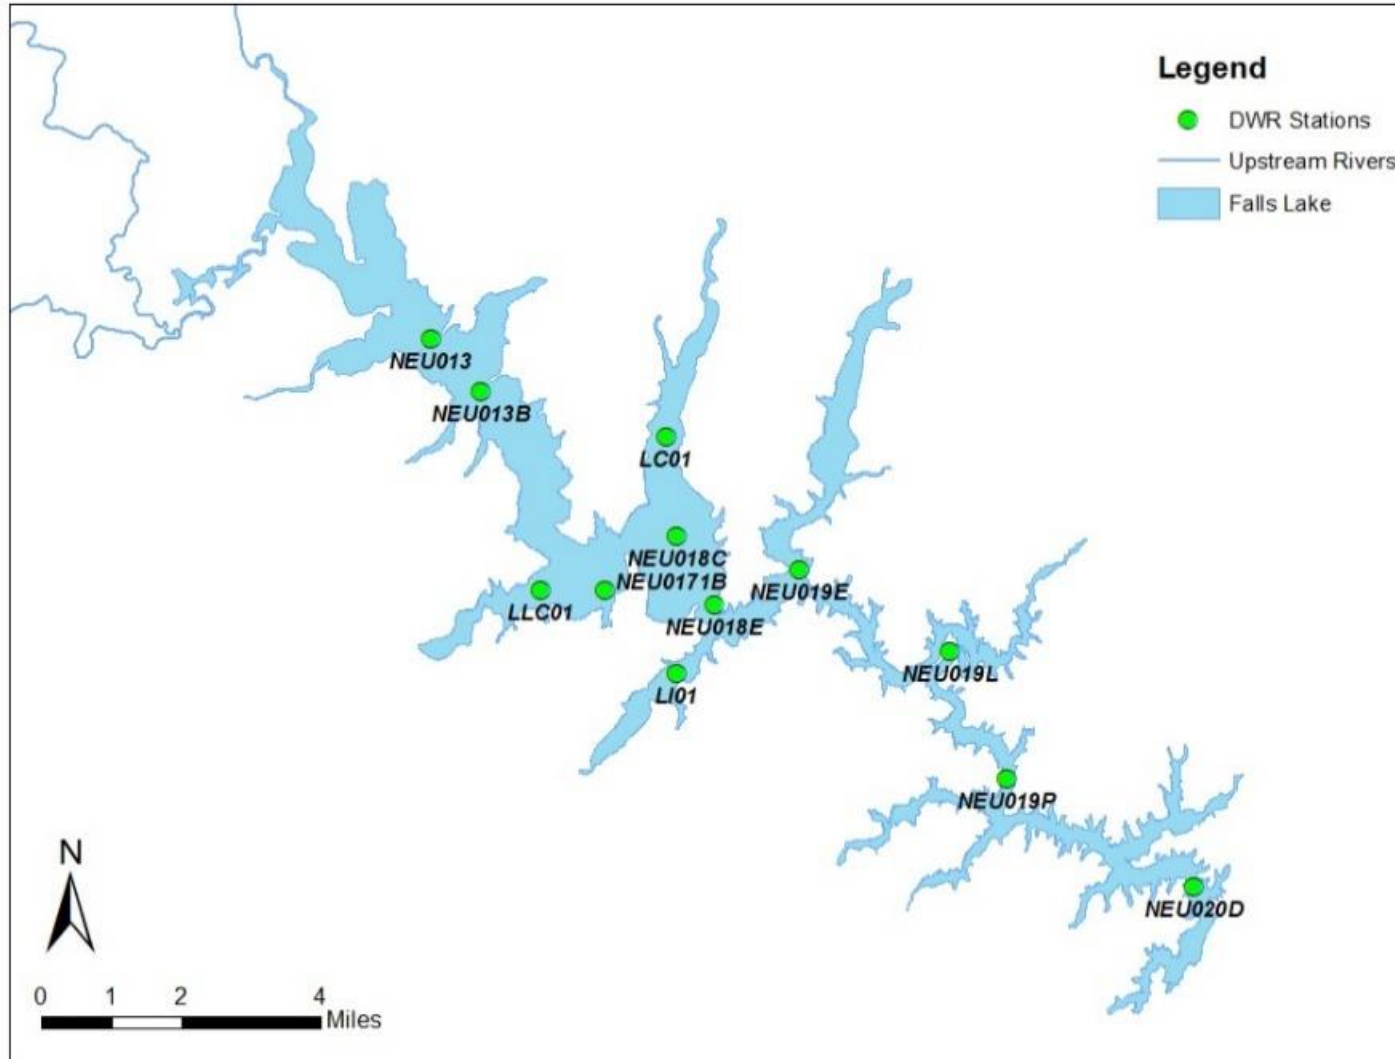 Legend
DWR Stations
Upstream Rivers
Falls Lake
NEU013
NEU013B
LC01
NEU018C
NEU0171B
NEU019E
LLC01
NEU018E
NEU019L
LI01
NEU019P
N
NEU020D
0 1 2 4
Miles